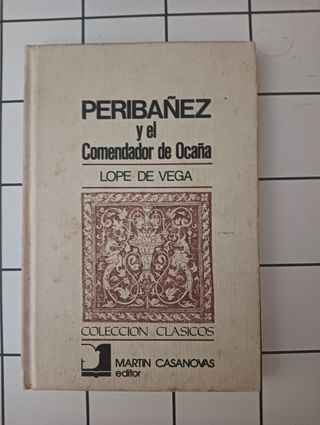 PERIBAÑEZ
y el
Comendador de Ocaña
LOPE DE VEGA
COLECCION CLASICOS
MARTIN CASANOVAS
editor